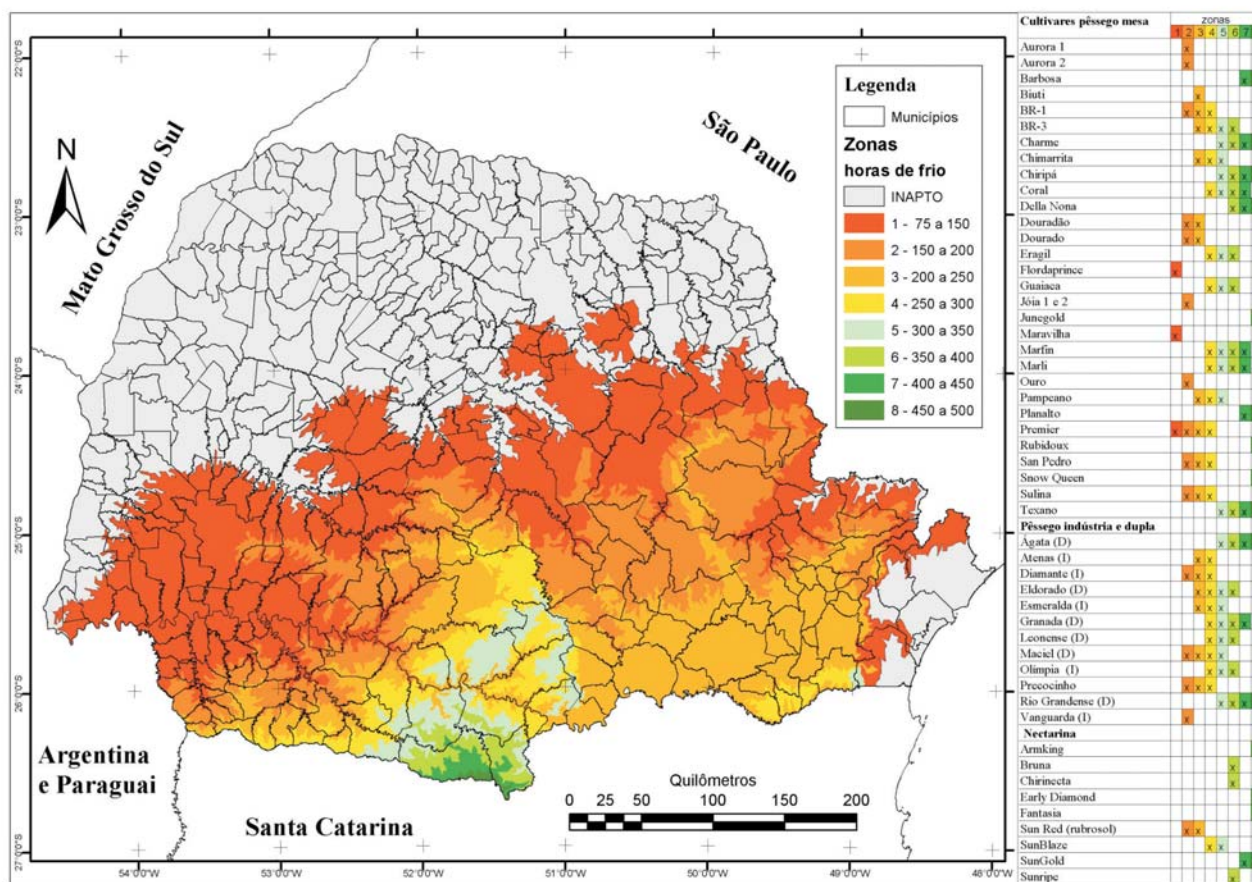 22°0'0"S
23°0'0"S
24°0'0"S
25°0'0"S
26°0'0"S
27°0'0"S
N
Mato Grosso do Sul
São Paulo
Argentina
e Paraguai
Santa Catarina
Legenda
Municípios
Zonas
horas de frio
INAPTO
1 - 75 a 150
2 - 150 a 200
3 - 200 a 250
4 - 250 a 300
5 - 300 a 350
6 - 350 a 400
7 - 400 a 450
8 - 450 a 500
Quilômetros
0 25 50 100 150 200
54°0'0"W 53°0'0"W 52°0'0"W 51°0'0"W 50°0'0"W 49°0'0"W 48°0'0"W
Cultivares pêssego mesa zonas
1 2 3 4 5 6 7
Aurora 1 x
Aurora 2 x
Barbosa x
Biuti x
BR-1 x x x
BR-3 x x x x
Charme x x x
Chimarrita x x x
Chiripá x x x
Coral x x x x
Della Nona x x
Douradão x x
Dourado x x
Eragil x x x
Flordaprince x
Guaiaca x x x
Jóia 1 e 2 x
Junegold
Maravilha x
Marfin x x x x
Marli x x x x
Ouro x
Pampeano x x x
Planalto x
Premier x x x x
Rubidoux
San Pedro x x x
Snow Queen
Sulina x x x
Texano x x x
Pêssego indústria e dupla
Ágata (D) x x x
Atenas (I) x x
Diamante (I) x x x
Eldorado (D) x x x x
Esmeralda (I) x x x
Granada (D) x x x x
Leonense (D) x x x
Maciel (D) x x x x
Olímpia (I) x x x
Precocinho x x x
Rio Grandense (D) x x x
Vanguarda (I) x
Nectarina
Armking
Bruna x
Chirinecta x
Early Diamond
Fantasia
Sun Red (rubrosol) x x
SunBlaze x x
SunGold x
Sunripe x